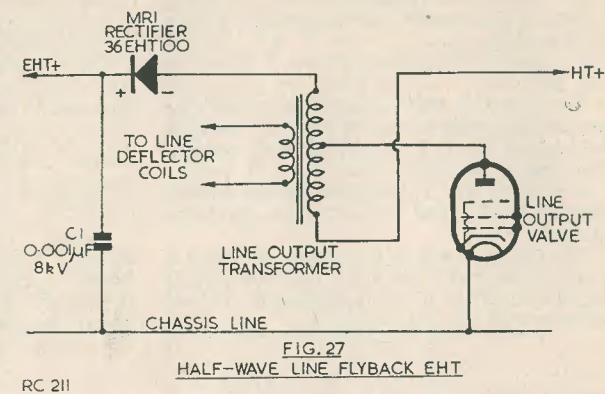 MRI
RECTIFIER
36EHT100
EHT+
+
−
HT+
TO LINE
DEFLECTOR
COILS
LINE
OUTPUT
VALVE
C1
0·001µF
8kV
LINE OUTPUT
TRANSFORMER
CHASSIS LINE
FIG. 27
HALF-WAVE LINE FLYBACK EHT
RC 211